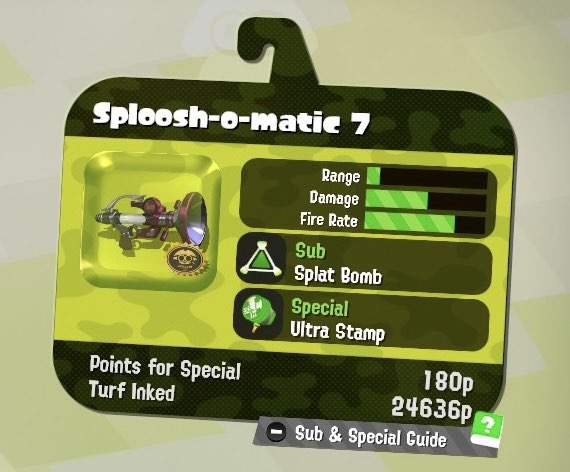 Sploosh-o-matic 7
Range
Damage
Fire Rate
Sub
Splat Bomb
Special
Ultra Stamp
Points for Special 180p
Turf Inked 24636p
Sub & Special Guide
?